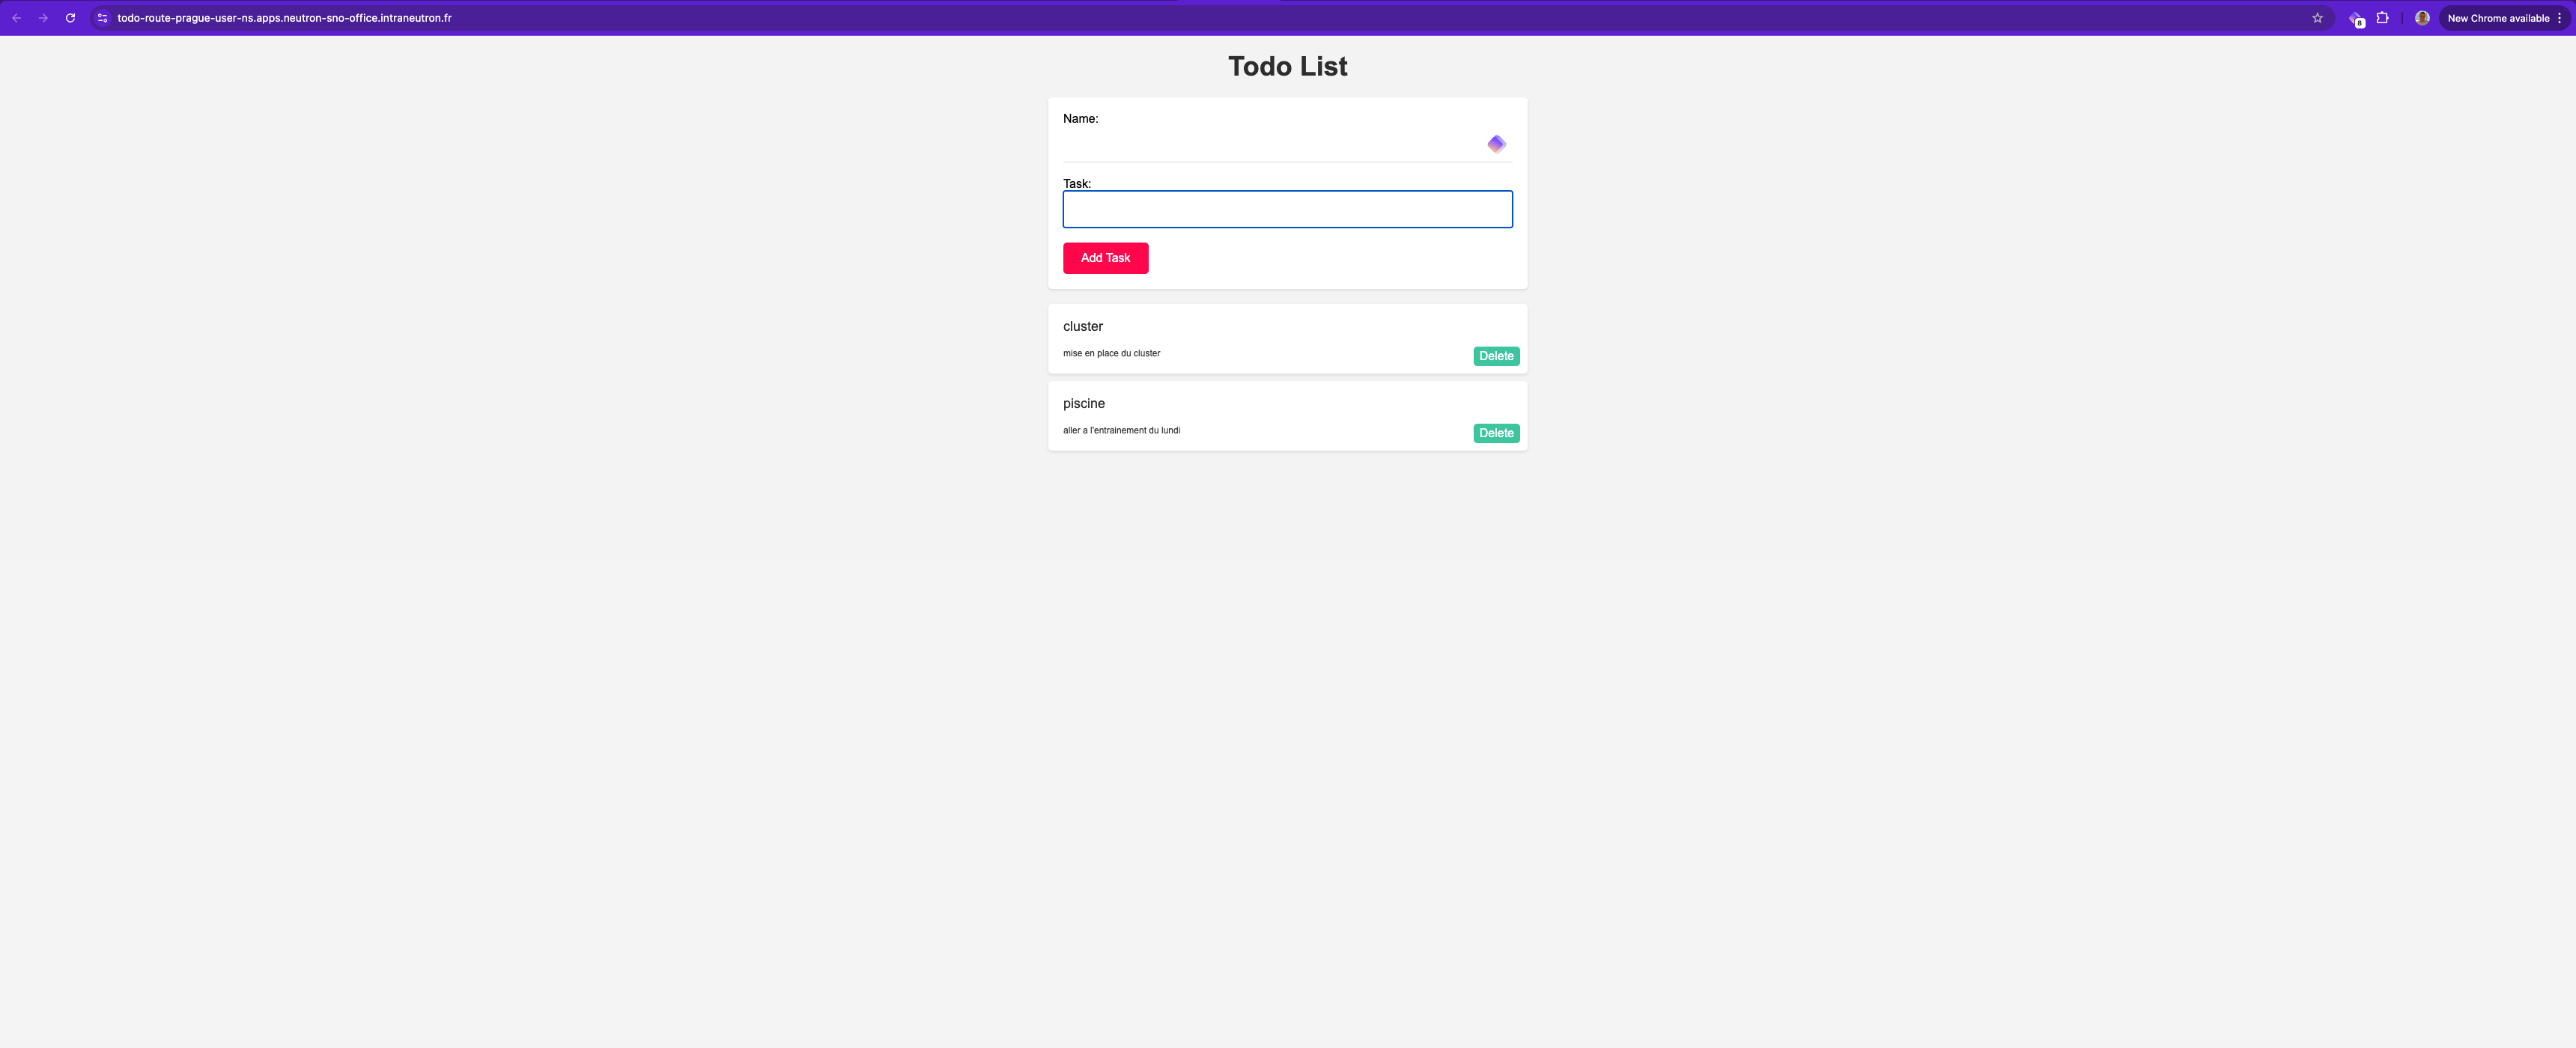 todo-route-prague-user-ns.apps.neutron-sno-office.intraneutron.fr
8
New Chrome available
Todo List
Name:
Task:
Add Task
cluster
mise en place du cluster
Delete
piscine
aller a l'entrainement du lundi
Delete